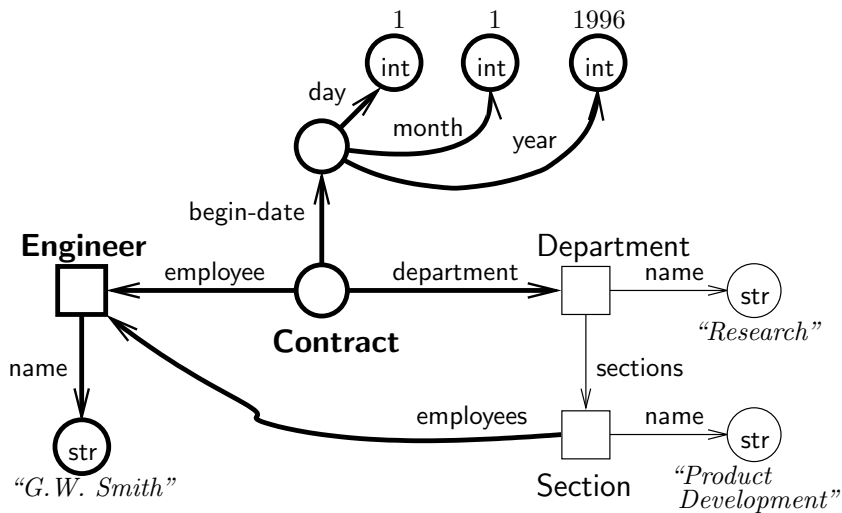 1 1 1996
int int int
day
month
year
begin-date
Engineer Department
employee department name
str
Contract "Research"
name sections
employees name
str str
"G.W. Smith" Section "Product
Development"